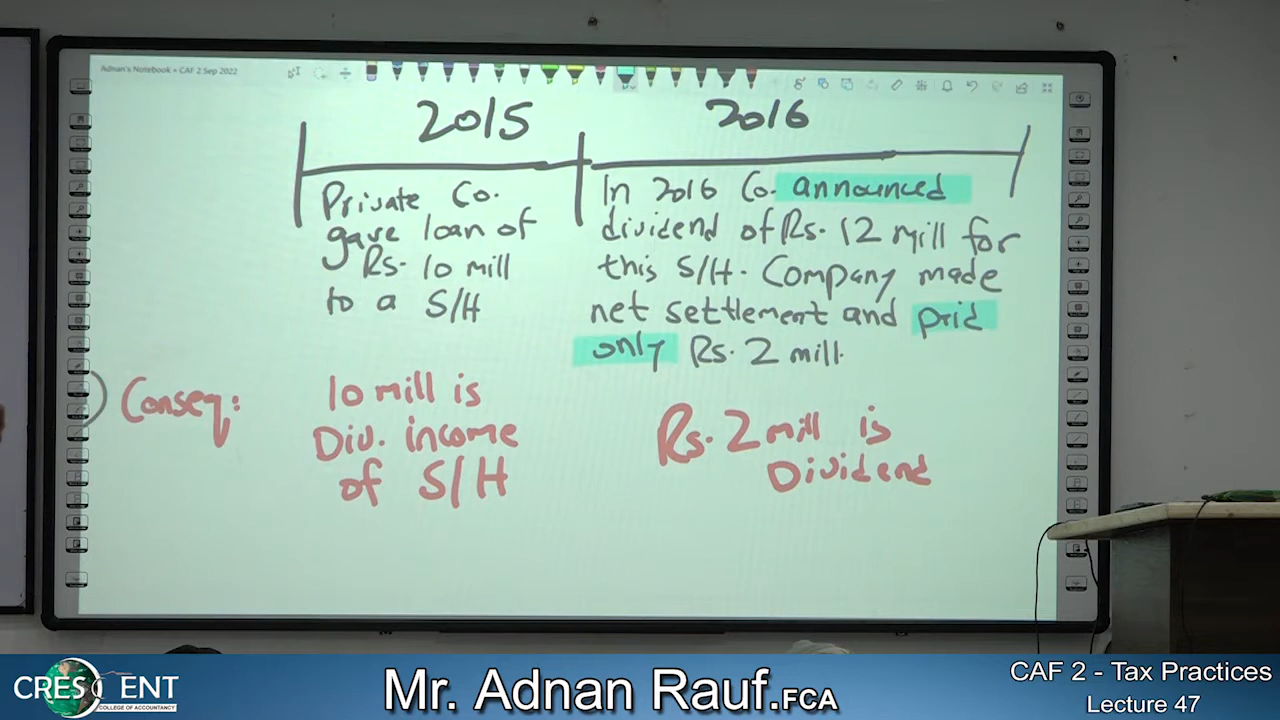 Adnan's Notebook » CAF 2 Sep 2022
2015
2016
Private Co.
gave loan of
Rs. 10 mill
to a S/H
In 2016 Co. announced
dividend of Rs. 12 mill for
this S/H. Company made
net settlement and paid
only Rs. 2 mill.
Conseq:
10 mill is
Div. income
of S/H
Rs. 2 mill is
Dividend
CRESCENT
COLLEGE OF ACCOUNTANCY
Mr. Adnan Rauf.FCA
CAF 2 - Tax Practices
Lecture 47